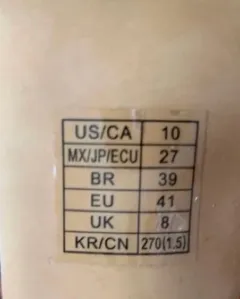 US/CA 10
MX/JP/ECU 27
BR 39
EU 41
UK 8
KR/CN 270(1.5)